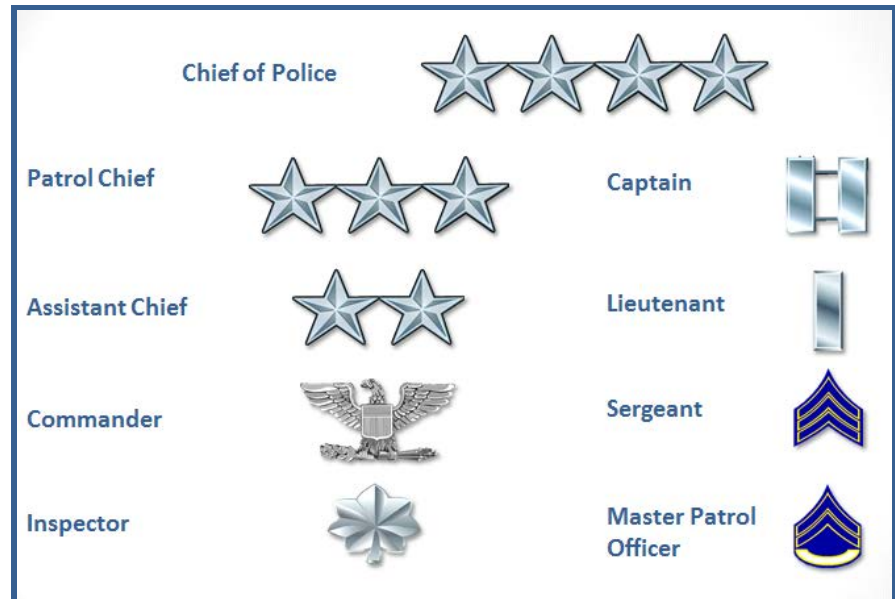 Chief of Police
Patrol Chief
Assistant Chief
Commander
Inspector
Captain
Lieutenant
Sergeant
Master Patrol
Officer